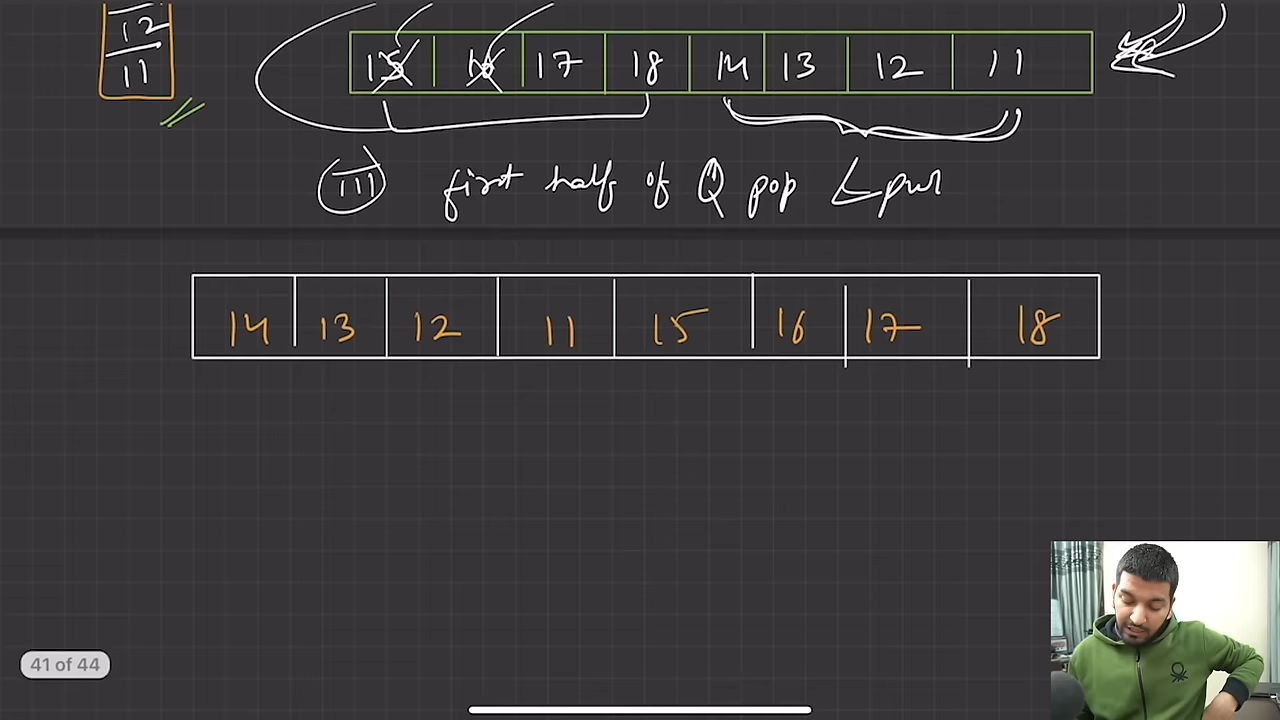 12
11
15 16 17 18 14 13 12 11
III first half of Q pop
14 13 12 11 15 16 17 18
41 of 44